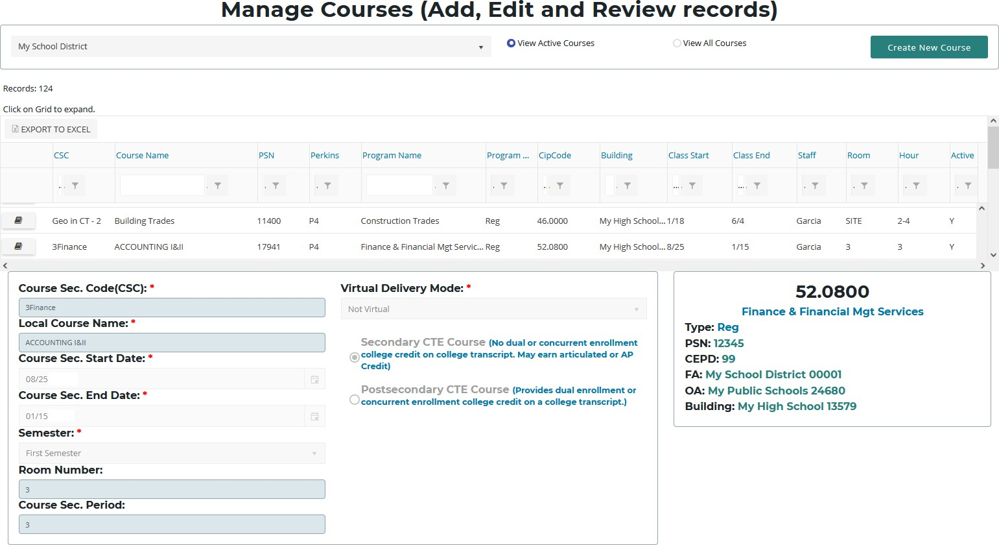 Manage Courses (Add, Edit and Review records)
My School District
View Active Courses
View All Courses
Create New Course
Records: 124
Click on Grid to expand.
EXPORT TO EXCEL
CSC Course Name PSN Perkins Program Name Program ... CipCode Building Class Start Class End Staff Room Hour Active
Geo in CT - 2 Building Trades 11400 P4 Construction Trades Reg 46.0000 My High School... 1/18 6/4 Garcia SITE 2-4 Y
3Finance ACCOUNTING I&II 17941 P4 Finance & Financial Mgt Servic... Reg 52.0800 My High School... 8/25 1/15 Garcia 3 3 Y
Course Sec. Code(CSC): *
3Finance
Local Course Name: *
ACCOUNTING I&II
Course Sec. Start Date: *
08/25
Course Sec. End Date: *
01/15
Semester: *
First Semester
Room Number:
3
Course Sec. Period:
3
Virtual Delivery Mode: *
Not Virtual
Secondary CTE Course (No dual or concurrent enrollment
college credit on college transcript. May earn articulated or AP
Credit)
Postsecondary CTE Course (Provides dual enrollment or
concurrent enrollment college credit on a college transcript.)
52.0800
Finance & Financial Mgt Services
Type: Reg
PSN: 12345
CEPD: 99
FA: My School District 00001
OA: My Public Schools 24680
Building: My High School 13579